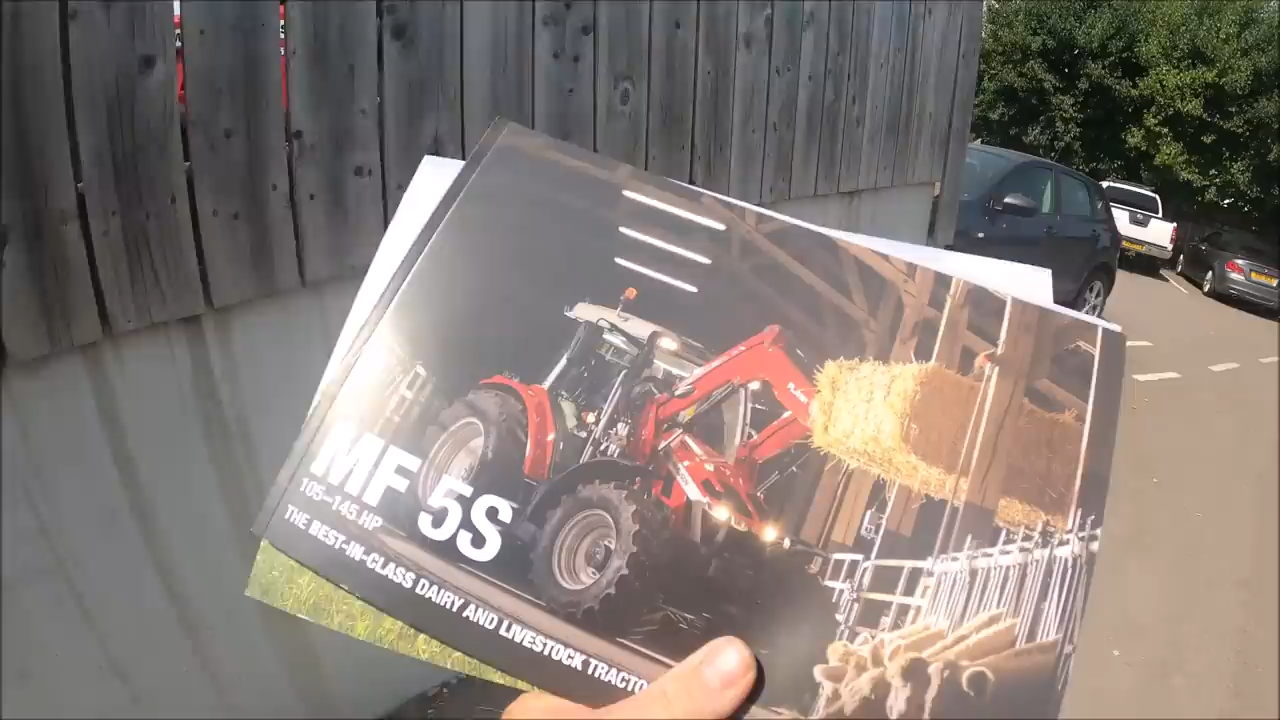 MF 5S
105–145 HP
THE BEST-IN-CLASS DAIRY AND LIVESTOCK TRACTO